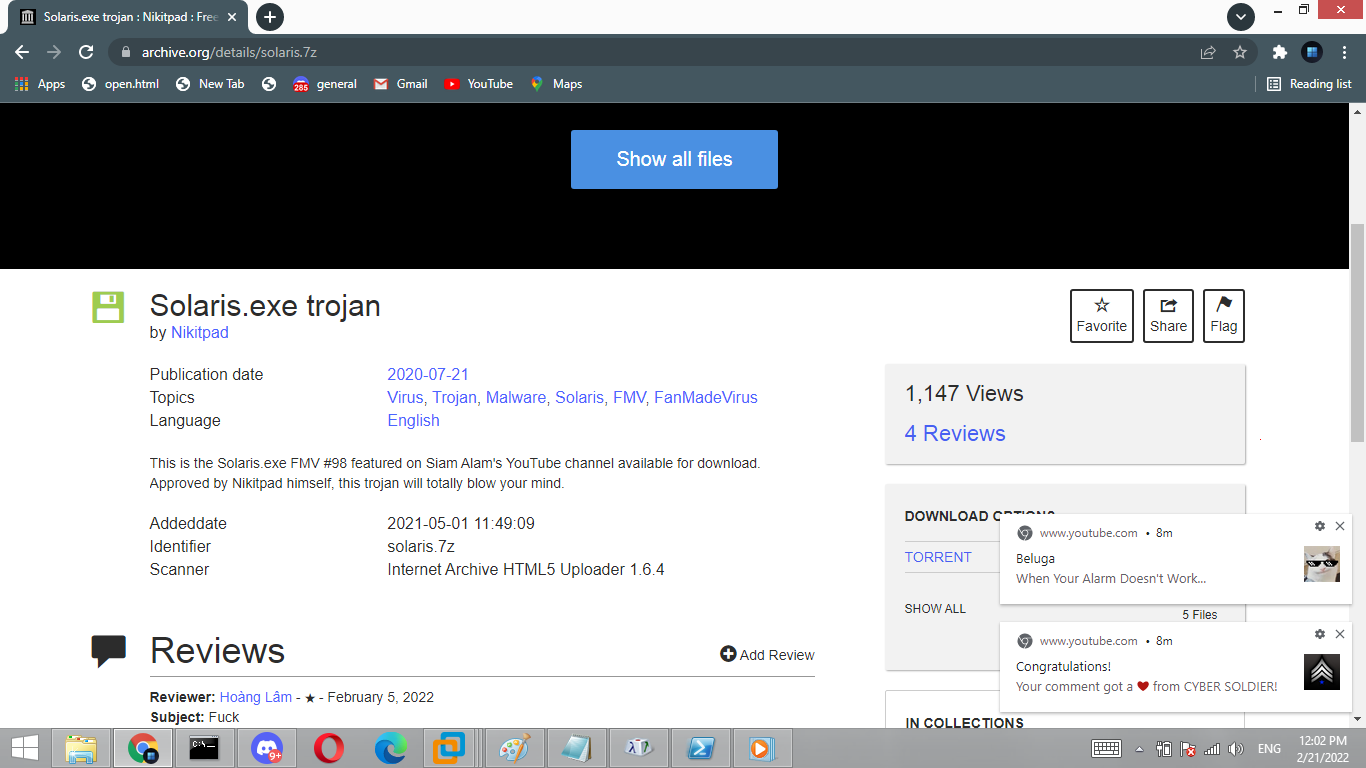 Solaris.exe trojan : Nikitpad : Free
archive.org/details/solaris.7z
Apps
open.html
New Tab
285
general
Gmail
YouTube
Maps
Reading list
Show all files
Solaris.exe trojan
by Nikitpad
Favorite
Share
Flag
Publication date 2020-07-21
Topics Virus, Trojan, Malware, Solaris, FMV, FanMadeVirus
Language English
This is the Solaris.exe FMV #98 featured on Siam Alam's YouTube channel available for download.
Approved by Nikitpad himself, this trojan will totally blow your mind.
Addeddate 2021-05-01 11:49:09
Identifier solaris.7z
Scanner Internet Archive HTML5 Uploader 1.6.4
1,147 Views
4 Reviews
DOWNLOAD OPTIONS
TORRENT
SHOW ALL
5 Files
IN COLLECTIONS
www.youtube.com • 8m
Beluga
When Your Alarm Doesn't Work...
www.youtube.com • 8m
Congratulations!
Your comment got a ❤ from CYBER SOLDIER!
Reviews
Add Review
Reviewer: Hoàng Lâm - ★ - February 5, 2022
Subject: Fuck
9+
ENG
12:02 PM
2/21/2022